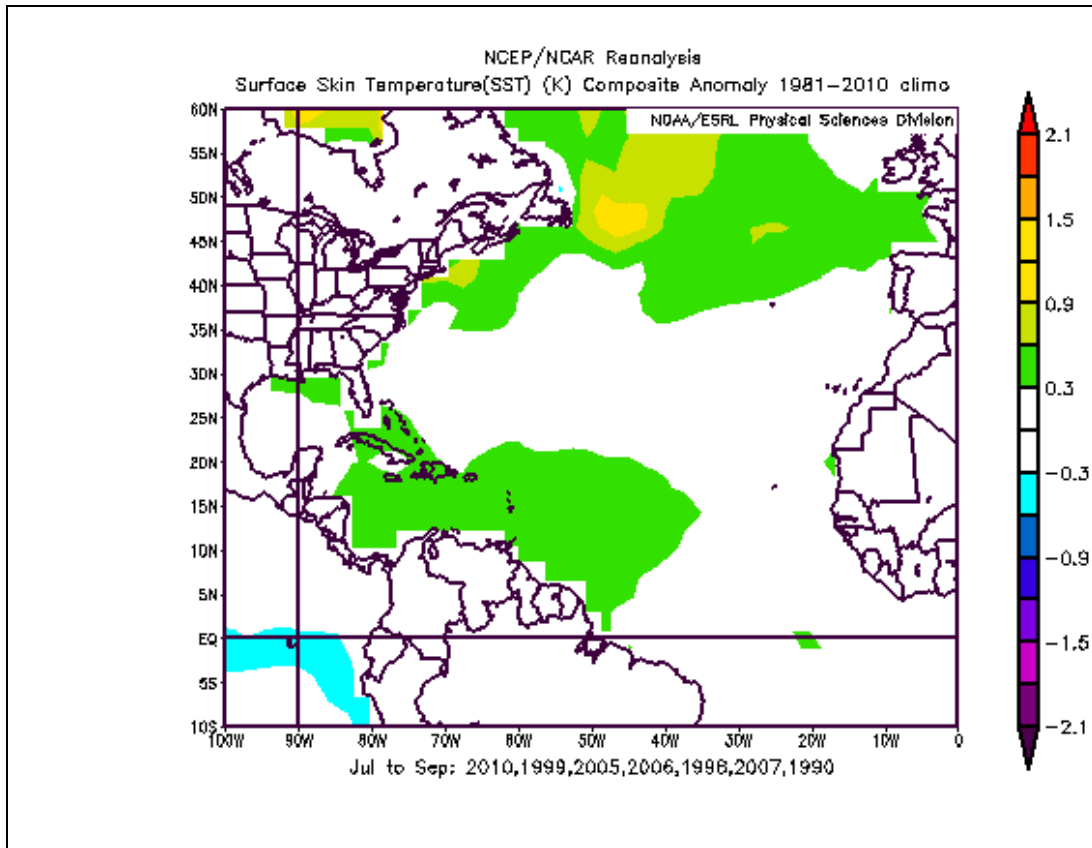 NCEP/NCAR Reanalysis
Surface Skin Temperature(SST) (K) Composite Anomaly 1981-2010 climo
NOAA/ESRL Physical Sciences Division
60N
55N
50N
45N
40N
35N
30N
25N
20N
15N
10N
5N
EQ
5S
10S
100W 90W 80W 70W 60W 50W 40W 30W 20W 10W 0
2.1
1.5
0.9
0.3
-0.3
-0.9
-1.5
-2.1
Jul to Sep: 2010,1999,2005,2006,1998,2007,1990